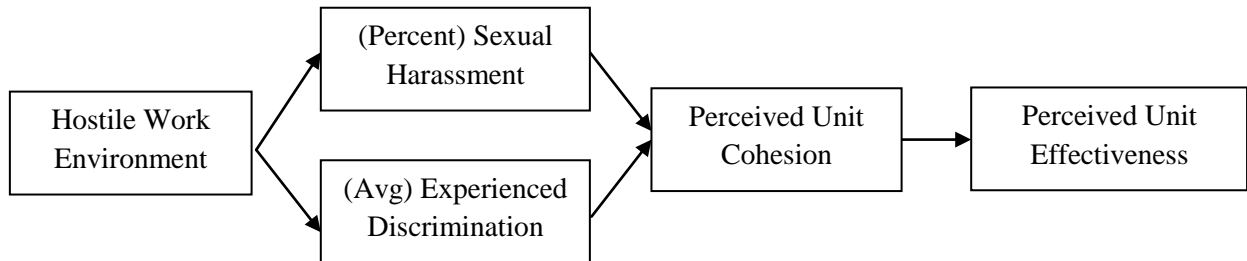 Hostile Work
Environment
(Percent) Sexual
Harassment
(Avg) Experienced
Discrimination
Perceived Unit
Cohesion
Perceived Unit
Effectiveness